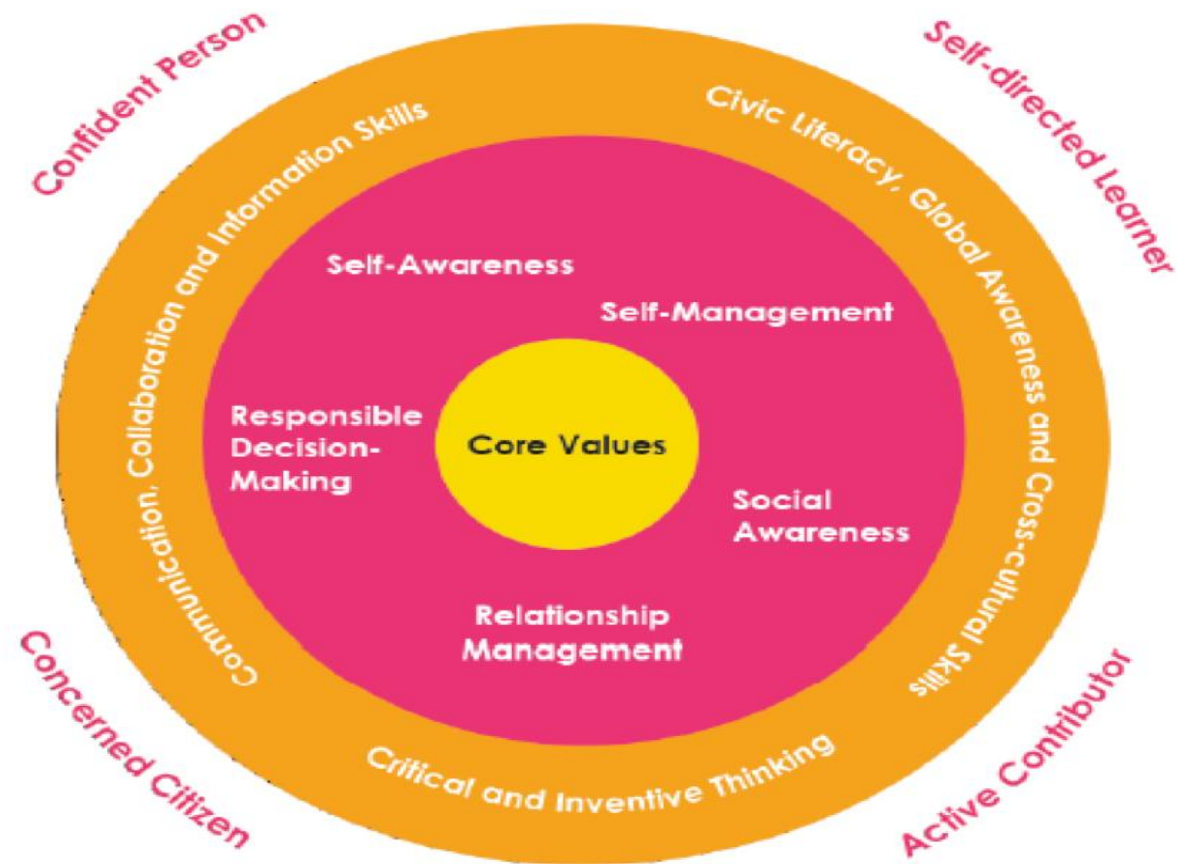 Confident Person
Self-directed Learner
Communication, Collaboration and Information Skills
Civic Literacy, Global Awareness and Cross-cultural Skills
Self-Awareness
Self-Management
Responsible
Decision-
Making
Core Values
Social
Awareness
Relationship
Management
Critical and Inventive Thinking
Concerned Citizen
Active Contributor